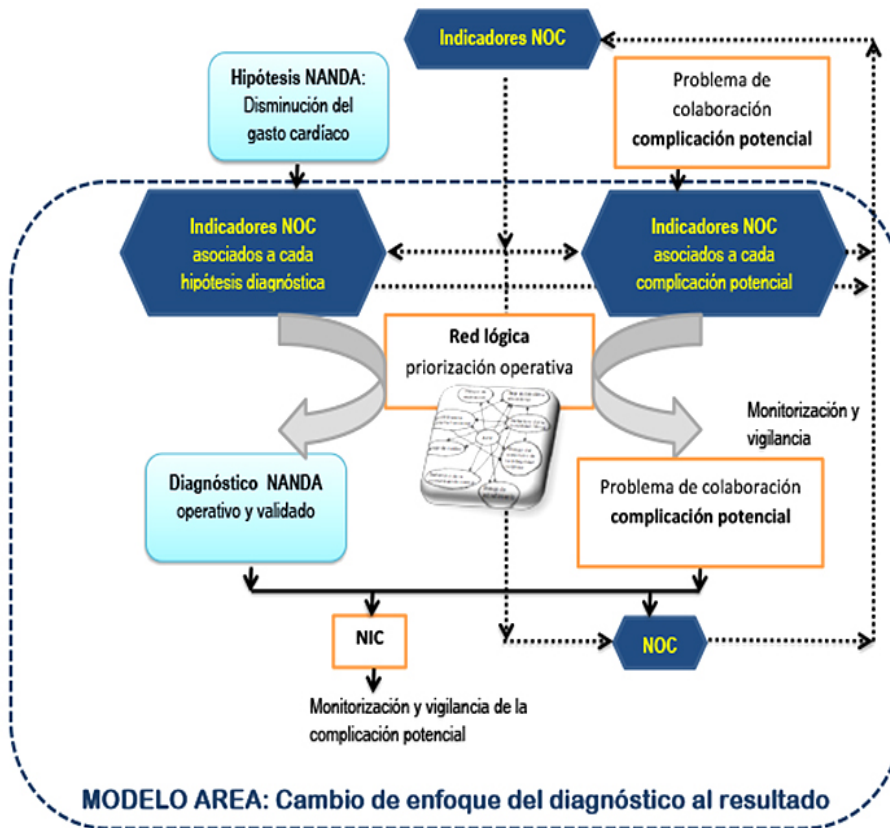 Indicadores NOC
Hipótesis NANDA:
Disminución del
gasto cardíaco
Problema de
colaboración
complicación potencial
Indicadores NOC
asociados a cada
hipótesis diagnóstica
Indicadores NOC
asociados a cada
complicación potencial
Red lógica
priorización operativa
Monitorización y
vigilancia
Diagnóstico NANDA
operativo y validado
Problema de colaboración
complicación potencial
NIC
NOC
Monitorización y vigilancia de la
complicación potencial
MODELO AREA: Cambio de enfoque del diagnóstico al resultado